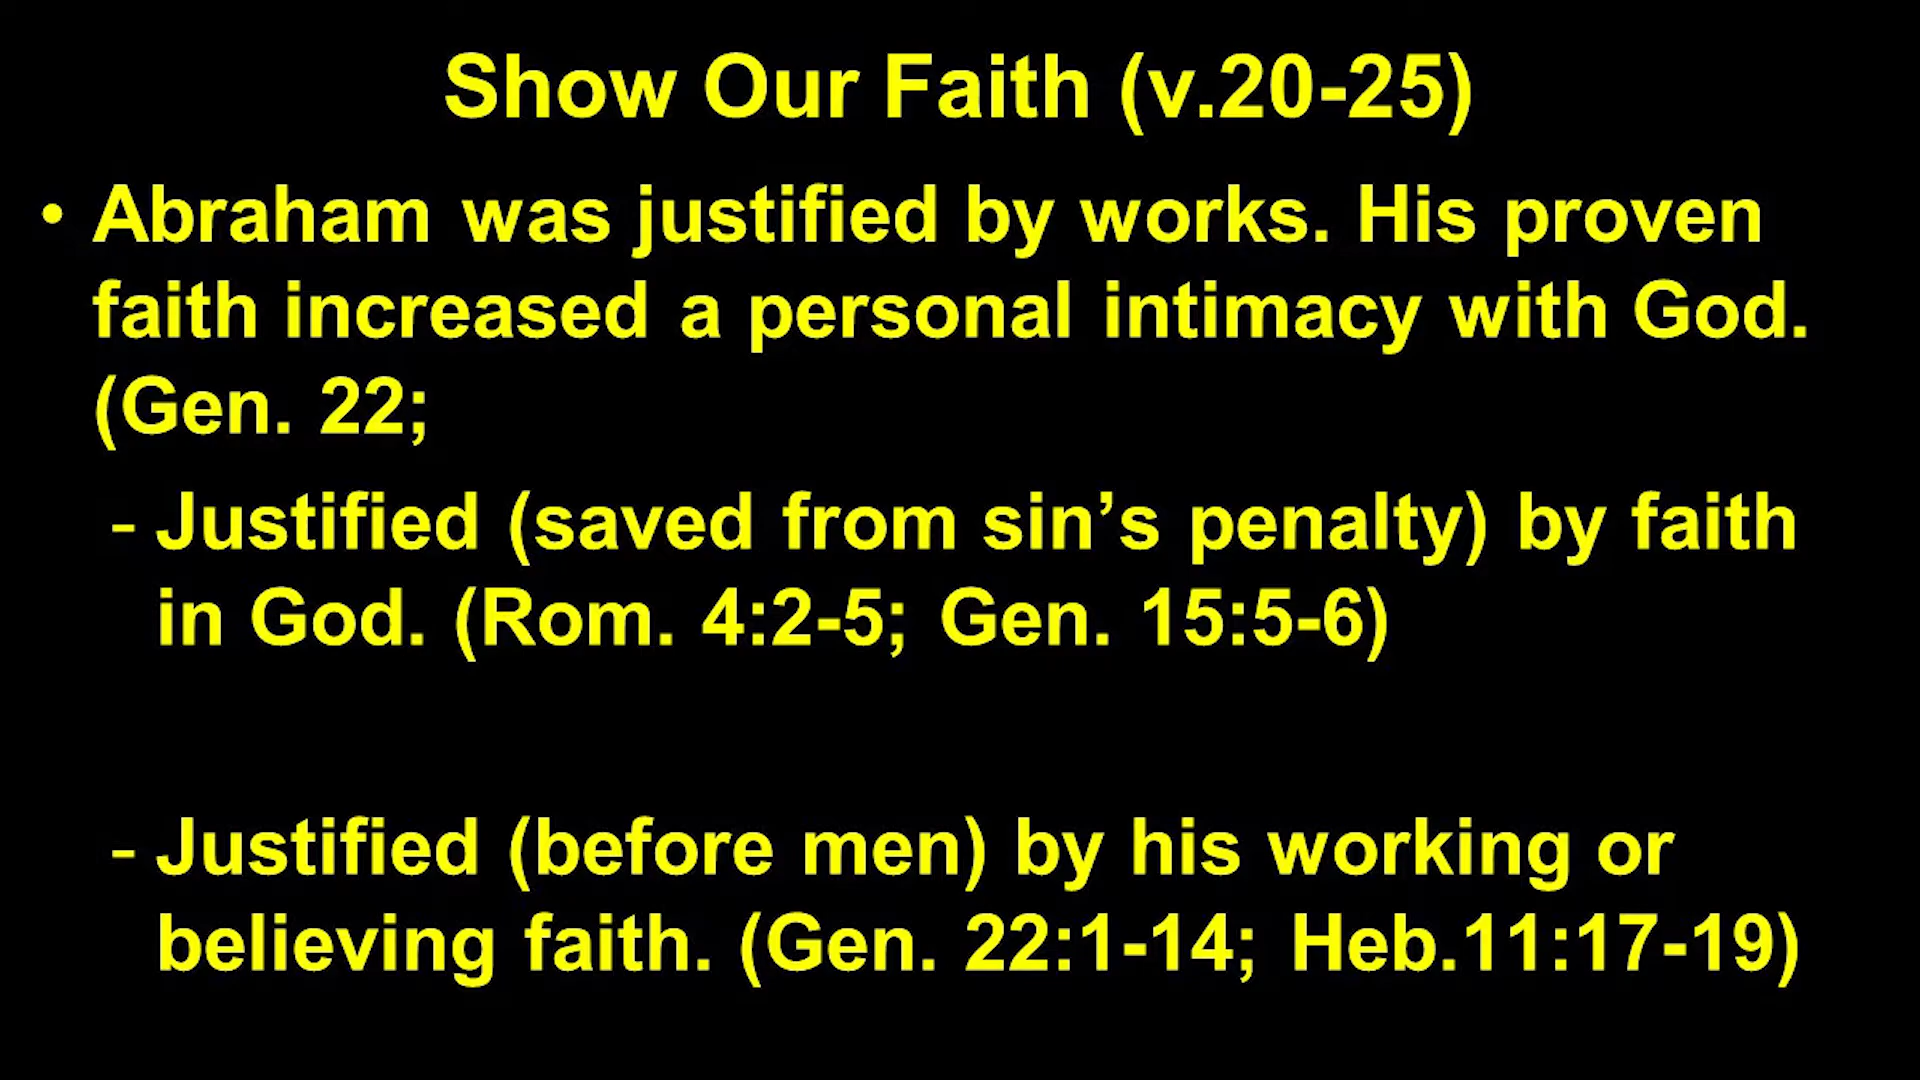 Show Our Faith (v.20-25)
• Abraham was justified by works. His proven
faith increased a personal intimacy with God.
(Gen. 22;
- Justified (saved from sin’s penalty) by faith
in God. (Rom. 4:2-5; Gen. 15:5-6)
- Justified (before men) by his working or
believing faith. (Gen. 22:1-14; Heb.11:17-19)